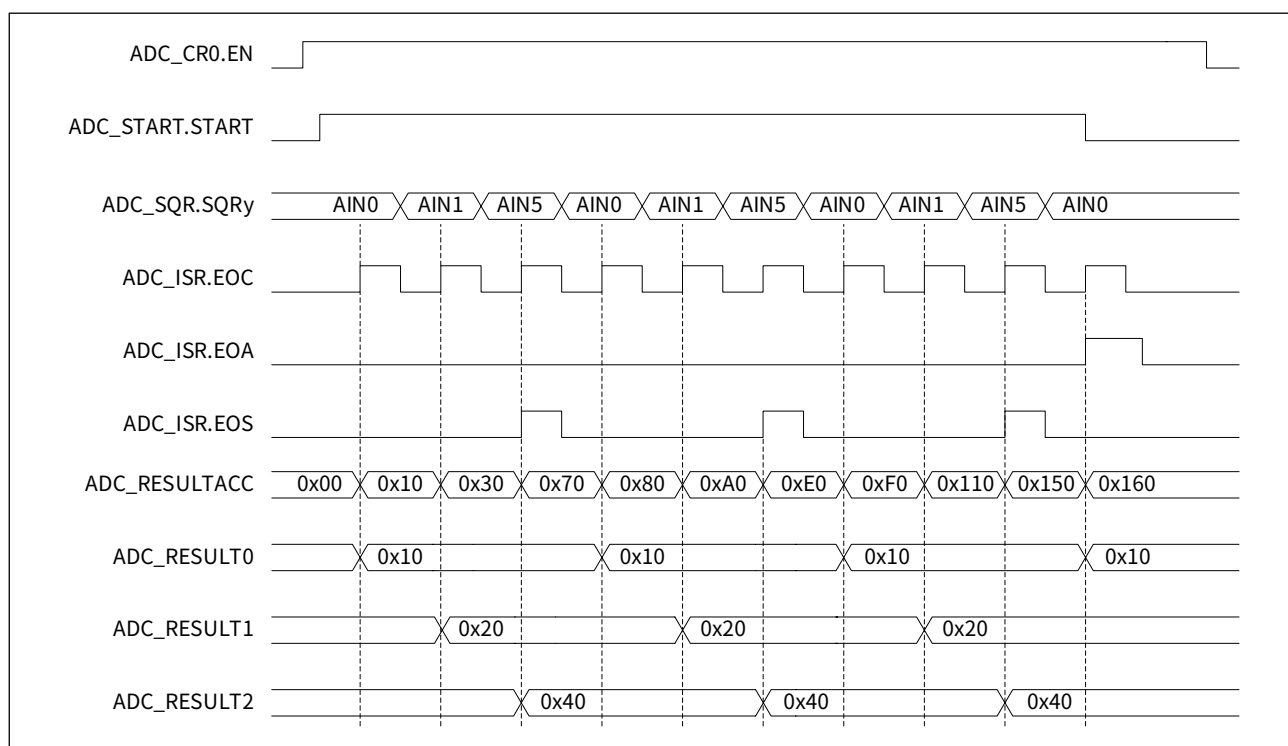 ADC_CR0.EN
ADC_START.START
ADC_SQR.SQRy AIN0 AIN1 AIN5 AIN0 AIN1 AIN5 AIN0 AIN1 AIN5 AIN0
ADC_ISR.EOC
ADC_ISR.EOA
ADC_ISR.EOS
ADC_RESULTACC 0x00 0x10 0x30 0x70 0x80 0xA0 0xE0 0xF0 0x110 0x150 0x160
ADC_RESULT0 0x10 0x10 0x10 0x10
ADC_RESULT1 0x20 0x20 0x20
ADC_RESULT2 0x40 0x40 0x40